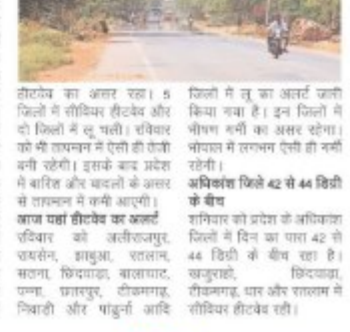 हीटवेव का असर रहा। 5
जिलों में सीवियर हीटवेव और
दो जिलों में लू चली। रविवार
को भी तापमान में ऐसी ही तेजी
बनी रहेगी। इसके बाद प्रदेश
में बारिश और बादलों के असर
से तापमान में कमी आएगी।
आज यहां हीटवेव का अलर्ट
रविवार को अलीराजपुर,
रायसेन, झाबुआ, रतलाम,
सतना, छिंदवाड़ा, बालाघाट,
पन्ना, छतरपुर, टीकमगढ़,
निवाड़ी और पांढुर्ना आदि
जिलों में लू का अलर्ट जारी
किया गया है। इन जिलों में
भीषण गर्मी का असर रहेगा।
भोपाल में लगभग ऐसी ही गर्मी
रहेगी।
अधिकांश जिले 42 से 44 डिग्री
के बीच
शनिवार को प्रदेश के अधिकांश
जिलों में दिन का पारा 42 से
44 डिग्री के बीच रहा है।
खजुराहो, छिंदवाड़ा,
टीकमगढ़, धार और रतलाम में
सीवियर हीटवेव रही।